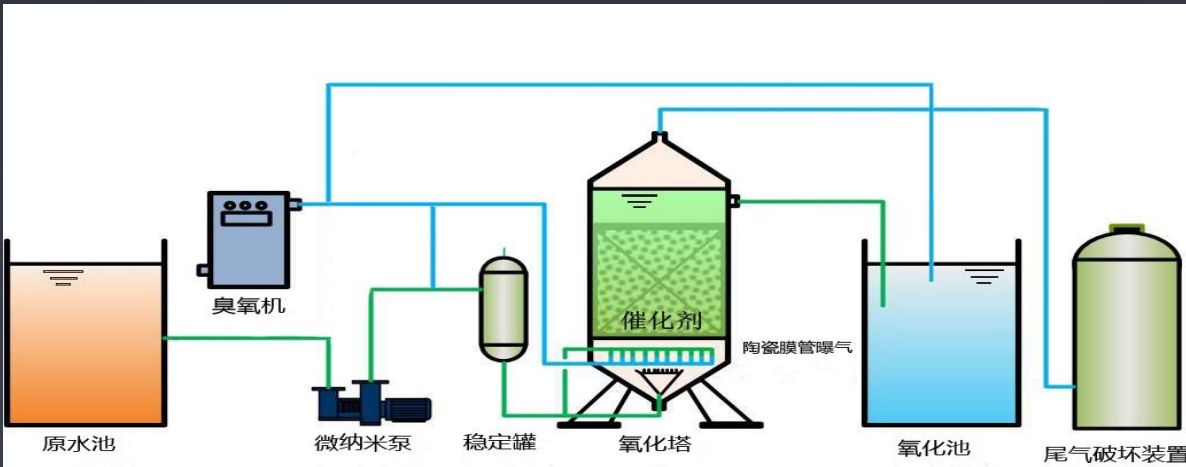 臭氧机
催化剂
陶瓷膜管曝气
原水池
微纳米泵
稳定罐
氧化塔
氧化池
尾气破坏装置